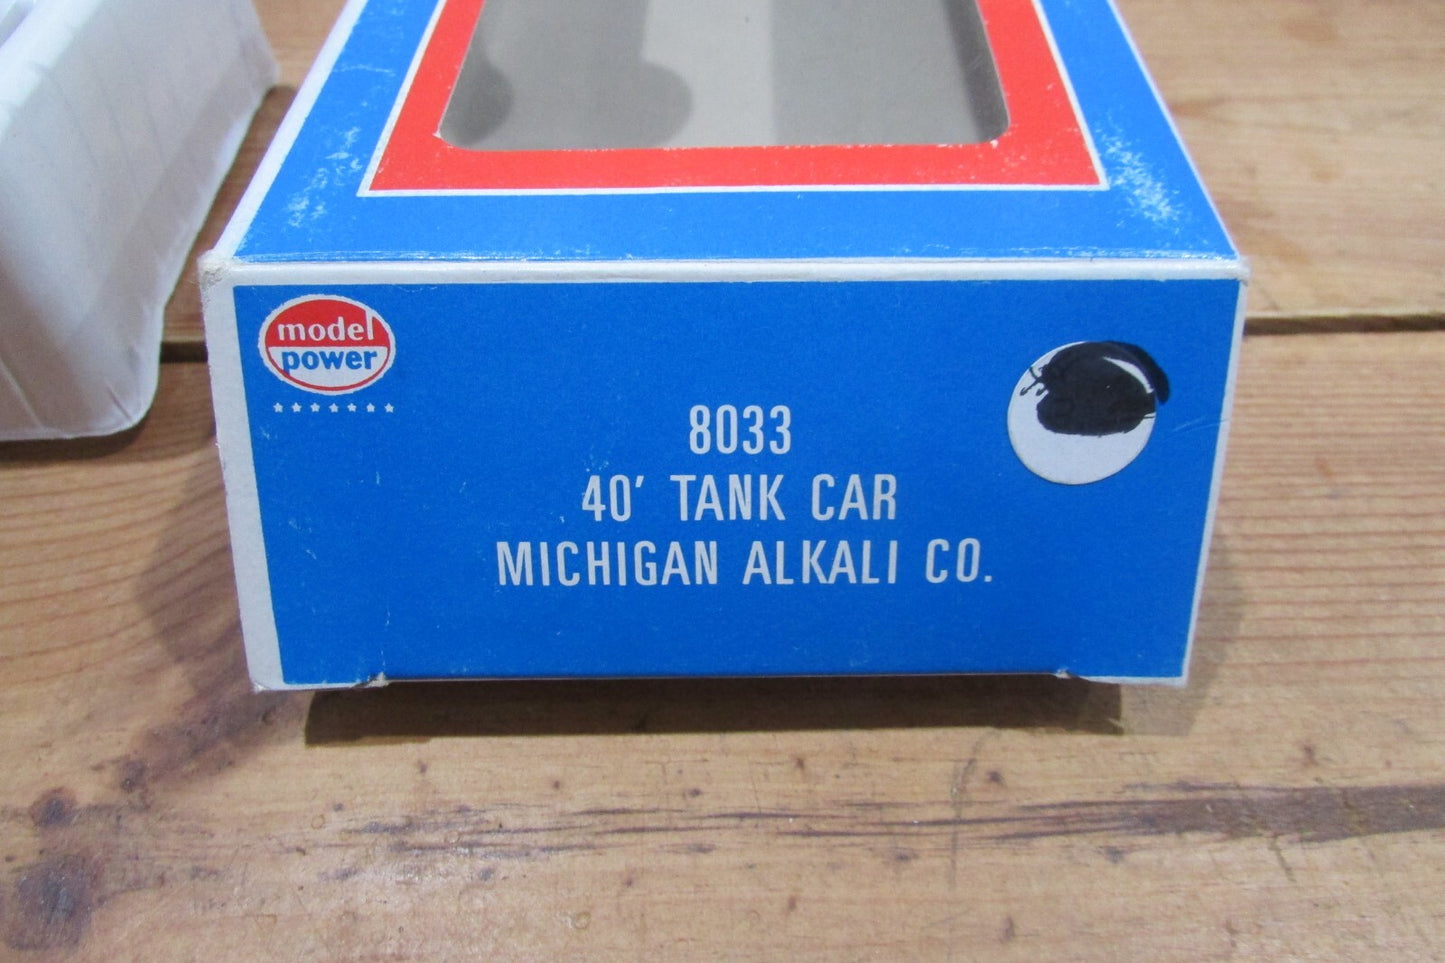 model
power
8033
40' TANK CAR
MICHIGAN ALKALI CO.